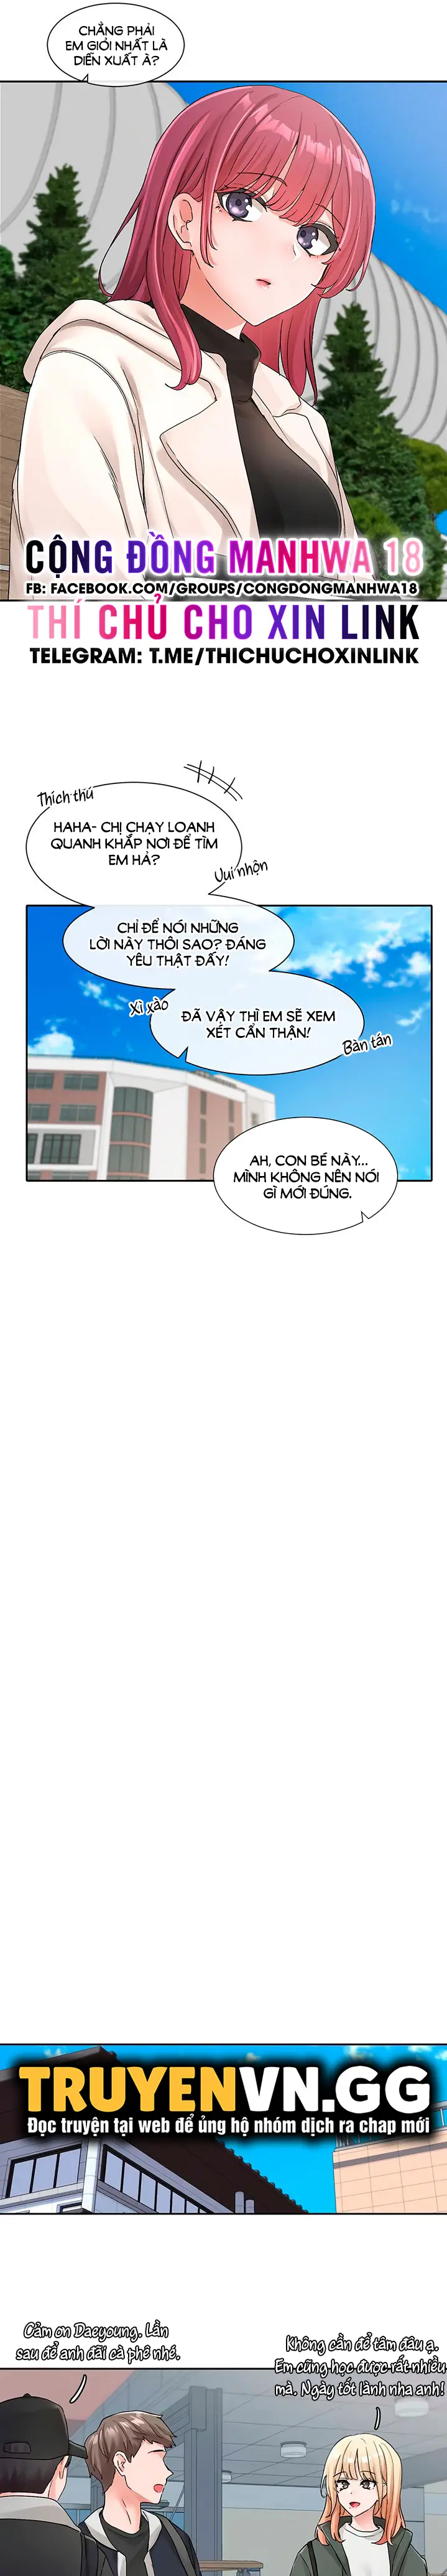 CHẲNG PHẢI
EM GIỎI NHẤT LÀ
DIỄN XUẤT À?
CỘNG ĐỒNG MANHWA 18
FB: FACEBOOK.COM/GROUPS/CONGDONGMANHWA18
THÍ CHỦ CHO XIN LINK
TELEGRAM: T.ME/THICHUCHOXINLINK
Thích thú
HAHA- CHỊ CHẠY LOANH
QUANH KHẮP NƠI ĐỂ TÌM
EM HẢ?
Vui nhộn
CHỈ ĐỂ NÓI NHỮNG
LỜI NÀY THÔI SAO? ĐÁNG
YÊU THẬT ĐẤY!
Xì xào
ĐÃ VẬY THÌ EM SẼ XEM
XÉT CẨN THẬN!
Bàn tán
AH, CON BÉ NÀY...
MÌNH KHÔNG NÊN NÓI
GÌ MỚI ĐÚNG.
TRUYENVN.GG
Đọc truyện tại web để ủng hộ nhóm dịch ra chap mới
Cảm ơn Daeyoung. Lần
sau để anh đãi cà phê nhé.
Không cần để tâm đâu ạ.
Em cũng học được rất nhiều
mà. Ngày tốt lành nha anh!